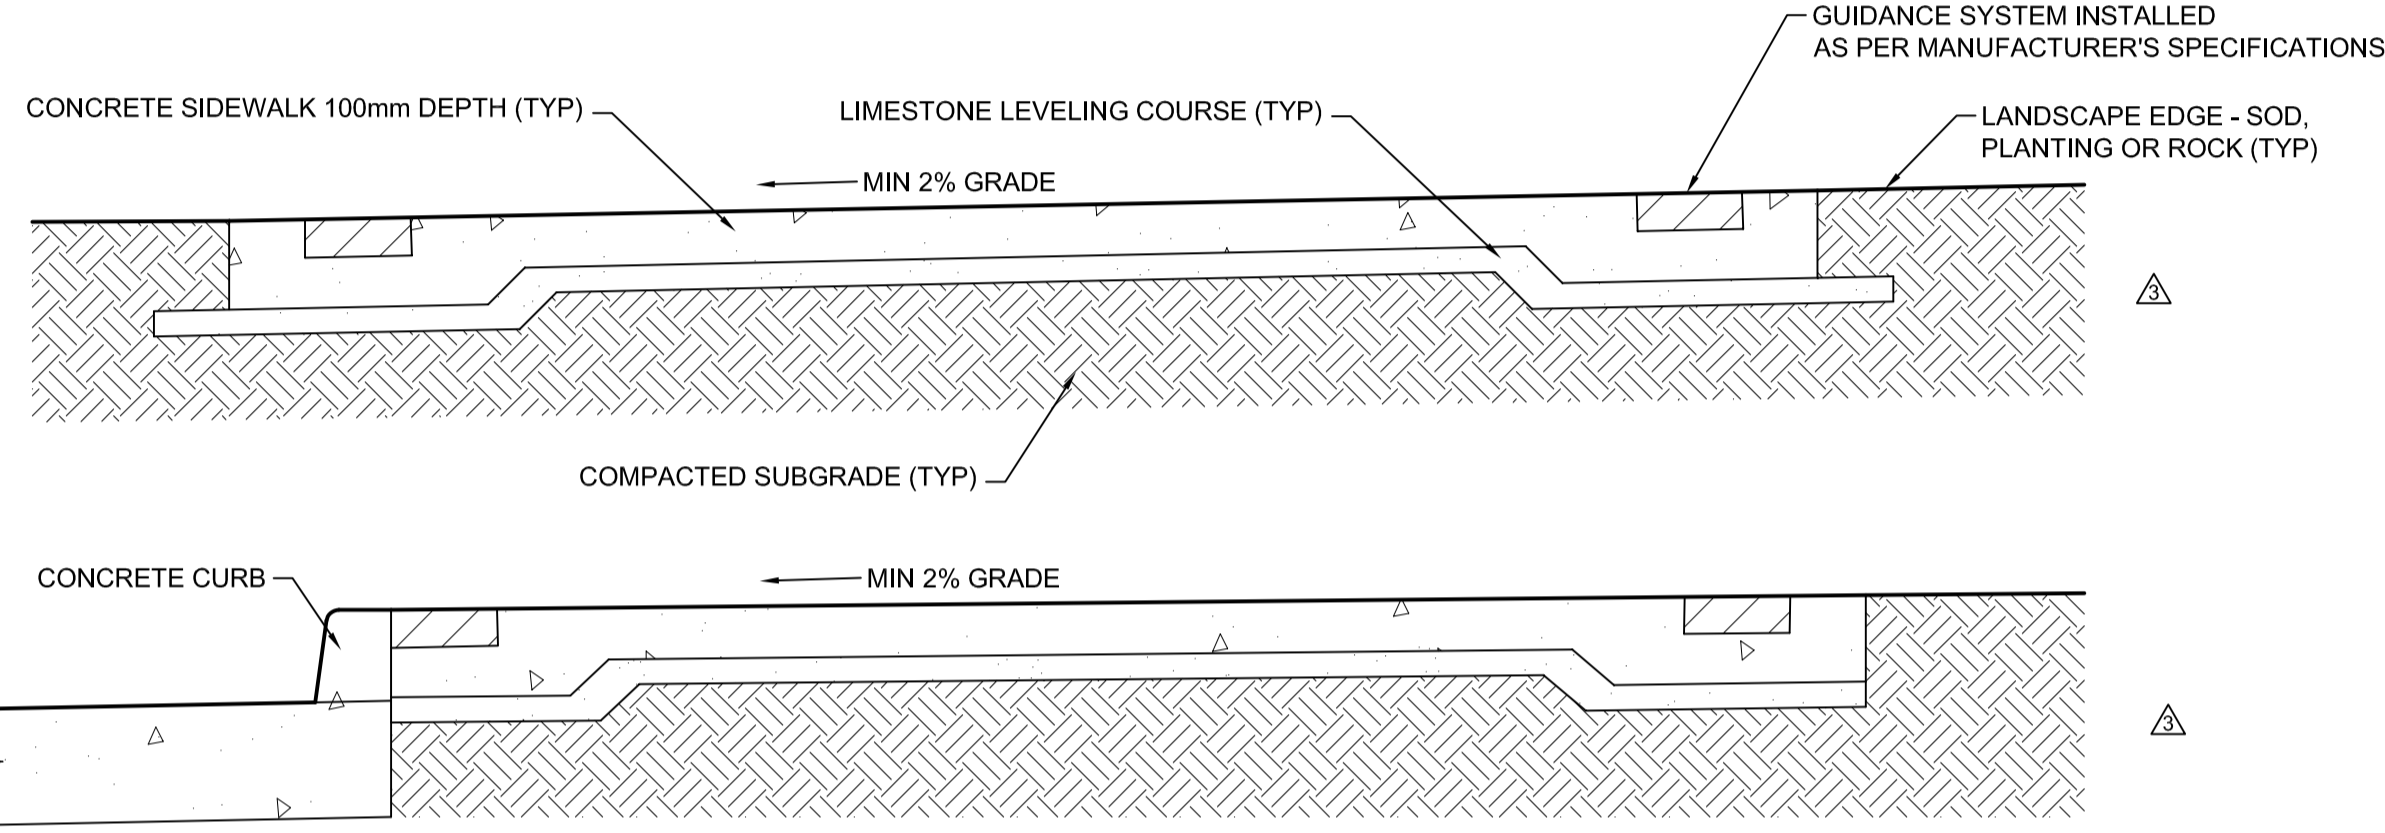 GUIDANCE SYSTEM INSTALLED
AS PER MANUFACTURER'S SPECIFICATIONS
CONCRETE SIDEWALK 100mm DEPTH (TYP)
LIMESTONE LEVELING COURSE (TYP)
LANDSCAPE EDGE - SOD,
PLANTING OR ROCK (TYP)
MIN 2% GRADE
3
COMPACTED SUBGRADE (TYP)
CONCRETE CURB
MIN 2% GRADE
3